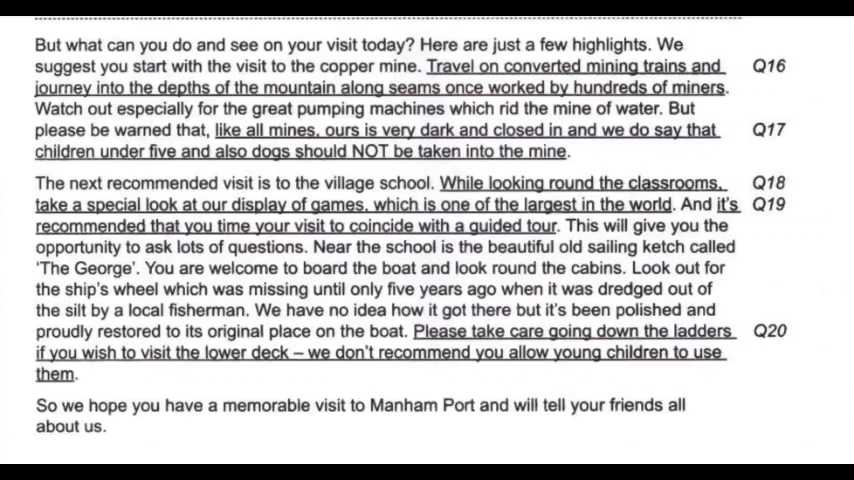 But what can you do and see on your visit today? Here are just a few highlights. We
suggest you start with the visit to the copper mine. Travel on converted mining trains and Q16
journey into the depths of the mountain along seams once worked by hundreds of miners.
Watch out especially for the great pumping machines which rid the mine of water. But
please be warned that, like all mines, ours is very dark and closed in and we do say that Q17
children under five and also dogs should NOT be taken into the mine.
The next recommended visit is to the village school. While looking round the classrooms, Q18
take a special look at our display of games, which is one of the largest in the world. And it's Q19
recommended that you time your visit to coincide with a guided tour. This will give you the
opportunity to ask lots of questions. Near the school is the beautiful old sailing ketch called
'The George'. You are welcome to board the boat and look round the cabins. Look out for
the ship's wheel which was missing until only five years ago when it was dredged out of
the silt by a local fisherman. We have no idea how it got there but it's been polished and
proudly restored to its original place on the boat. Please take care going down the ladders Q20
if you wish to visit the lower deck – we don't recommend you allow young children to use
them.
So we hope you have a memorable visit to Manham Port and will tell your friends all
about us.